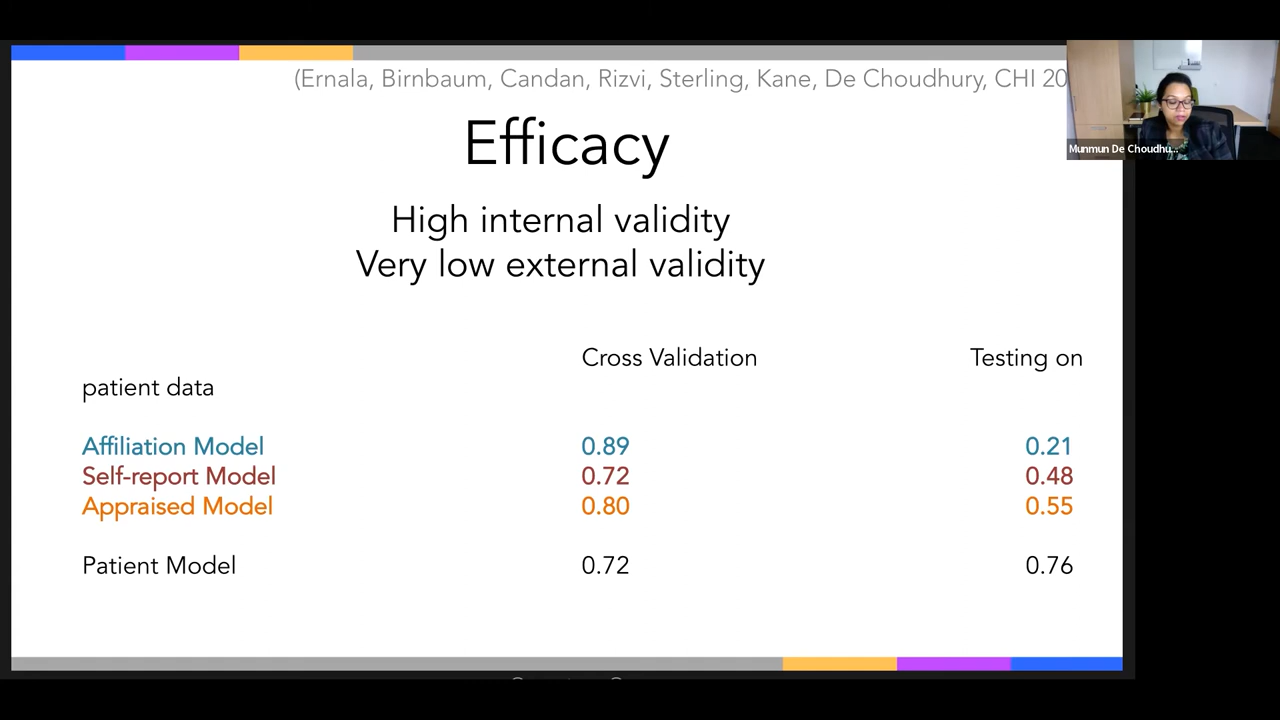 (Ernala, Birnbaum, Candan, Rizvi, Sterling, Kane, De Choudhury, CHI 20
Munmun De Choudhu...
Efficacy
High internal validity
Very low external validity
Cross Validation Testing on
patient data
Affiliation Model 0.89 0.21
Self-report Model 0.72 0.48
Appraised Model 0.80 0.55
Patient Model 0.72 0.76